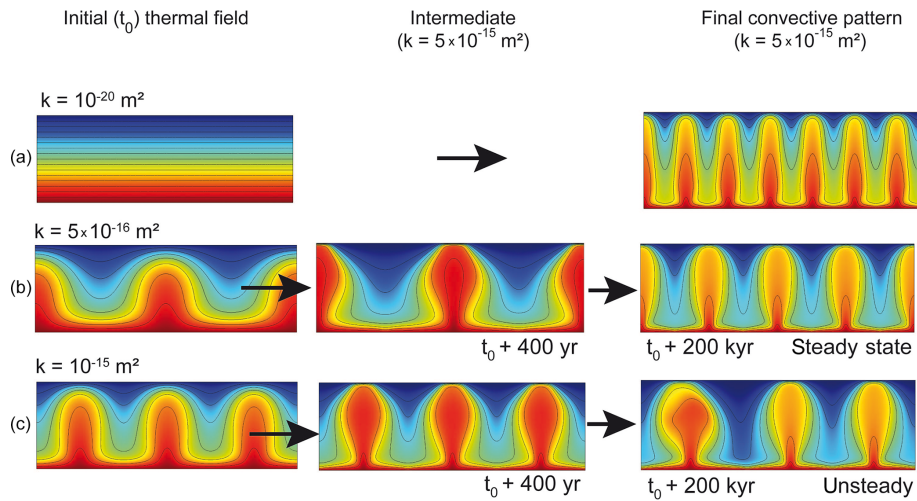 Initial (t₀) thermal field
Intermediate
(k = 5×10⁻¹⁵ m²)
Final convective pattern
(k = 5×10⁻¹⁵ m²)
k = 10⁻²⁰ m²
(a)
k = 5×10⁻¹⁶ m²
(b)
t₀ + 400 yr
t₀ + 200 kyr
Steady state
k = 10⁻¹⁵ m²
(c)
t₀ + 400 yr
t₀ + 200 kyr
Unsteady